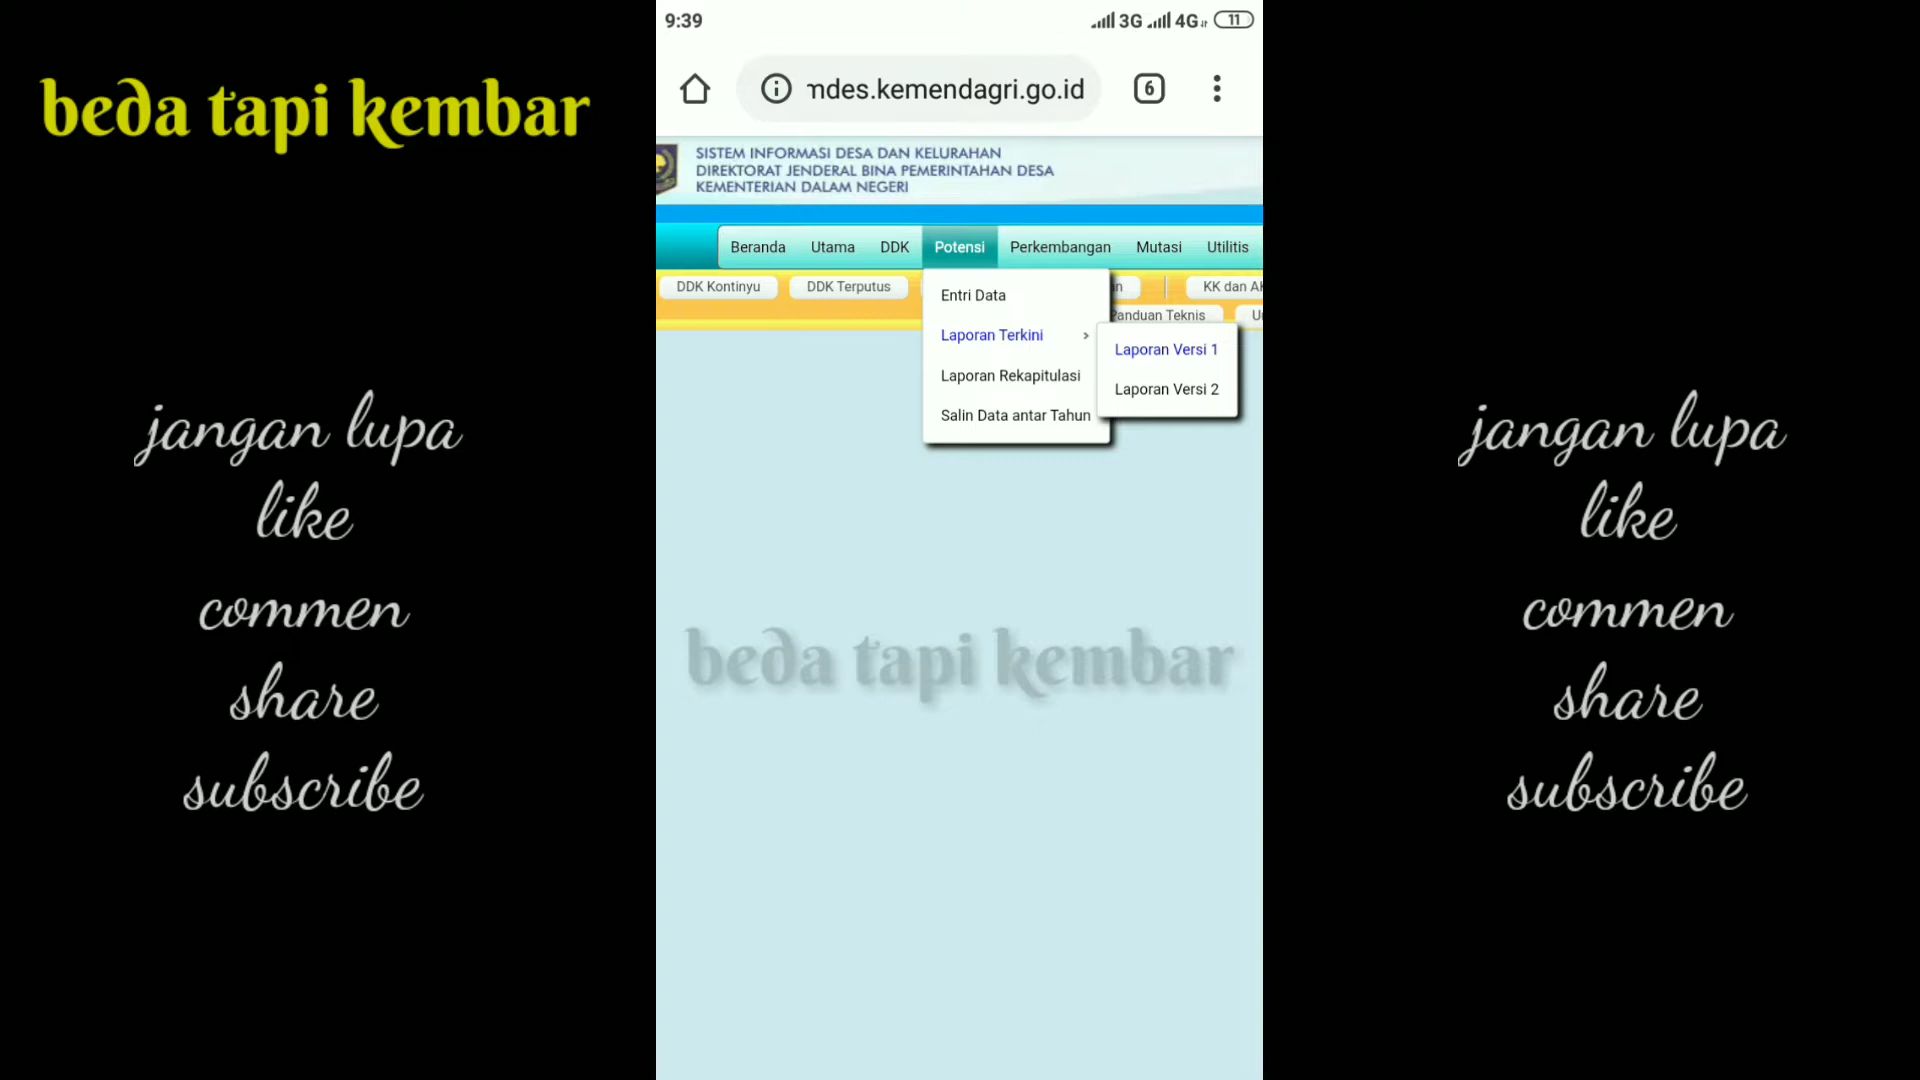 beda tapi kembar
jangan lupa
like
commen
share
subscribe
9:39
3G 4G 11
mdes.kemendagri.go.id
6
SISTEM INFORMASI DESA DAN KELURAHAN
DIREKTORAT JENDERAL BINA PEMERINTAHAN DESA
KEMENTERIAN DALAM NEGERI
Beranda Utama DDK Potensi Perkembangan Mutasi Utilitis
DDK Kontinyu DDK Terputus KK dan
Panduan Teknis
Entri Data
Laporan Terkini
Laporan Rekapitulasi
Salin Data antar Tahun
Laporan Versi 1
Laporan Versi 2
beda tapi kembar
jangan lupa
like
commen
share
subscribe